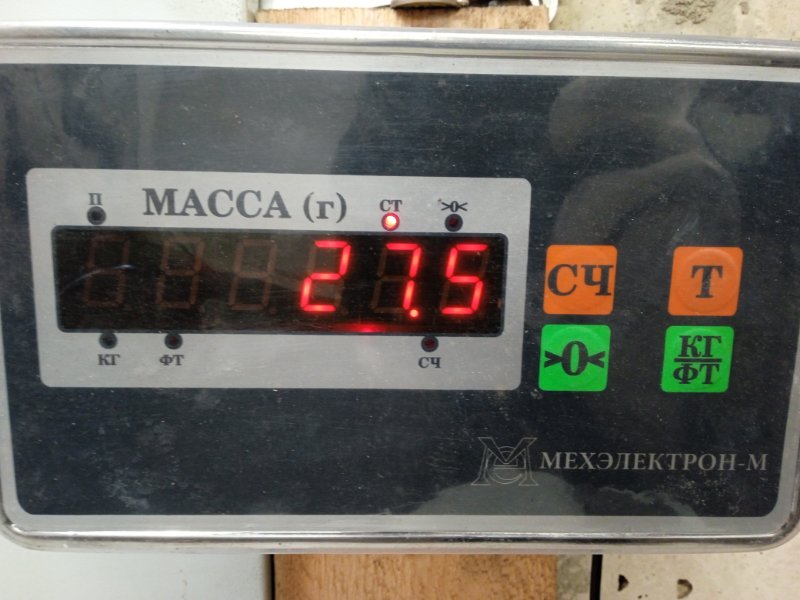 П МАССА (г) СТ >0<
27.5
КГ ФТ СЧ
СЧ Т
>0< КГ/ФТ
МЕХЭЛЕКТРОН-М